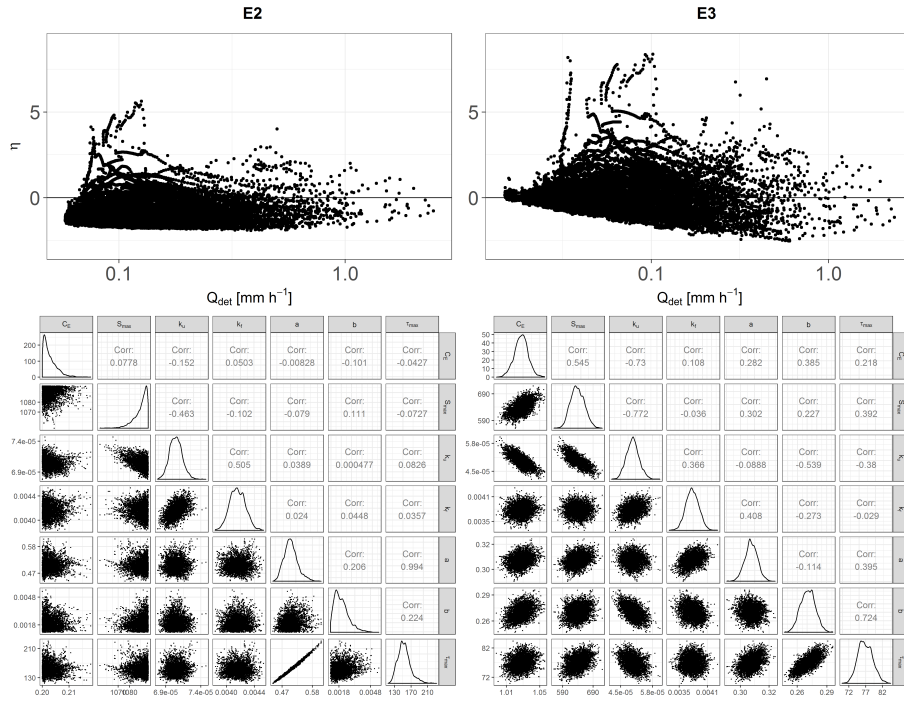 E2 E3
5 5
η
0 0
0.1 1.0 0.1 1.0
Q_det [mm h⁻¹] Q_det [mm h⁻¹]
C_E S_max k_u k_f a b τ_max C_E S_max k_u k_f a b τ_max
200 100 0 Corr: 0.0778 Corr: -0.152 Corr: 0.0503 Corr: -0.00828 Corr: -0.101 Corr: -0.0427 C_E
50 40 30 20 10 0 Corr: 0.545 Corr: -0.73 Corr: 0.108 Corr: 0.282 Corr: 0.385 Corr: 0.218 C_E
1080 1070 Corr: -0.463 Corr: -0.102 Corr: -0.079 Corr: 0.111 Corr: -0.0727 S_max
690 590 Corr: -0.772 Corr: -0.036 Corr: 0.302 Corr: 0.227 Corr: 0.392 S_max
7.4e-05 6.9e-05 Corr: 0.505 Corr: 0.0389 Corr: 0.000477 Corr: 0.0826 k_u
5.8e-05 4.5e-05 Corr: 0.366 Corr: -0.0888 Corr: -0.539 Corr: -0.38 k_u
0.0044 0.0040 Corr: 0.024 Corr: 0.0448 Corr: 0.0357 k_f
0.0041 0.0035 Corr: 0.408 Corr: -0.273 Corr: -0.029 k_f
0.58 0.47 Corr: 0.206 Corr: 0.994 a
0.32 0.30 Corr: -0.114 Corr: 0.395 a
0.0048 0.0018 Corr: 0.224 b
0.29 0.26 Corr: 0.724 b
210 130 τ_max
82 72 τ_max
0.20 0.21 1070 1080 6.9e-05 7.4e-05 0.0040 0.0044 0.47 0.58 0.0018 0.0048 130 170 210
1.01 1.05 590 690 4.5e-05 5.8e-05 0.0035 0.0041 0.30 0.32 0.26 0.29 72 77 82